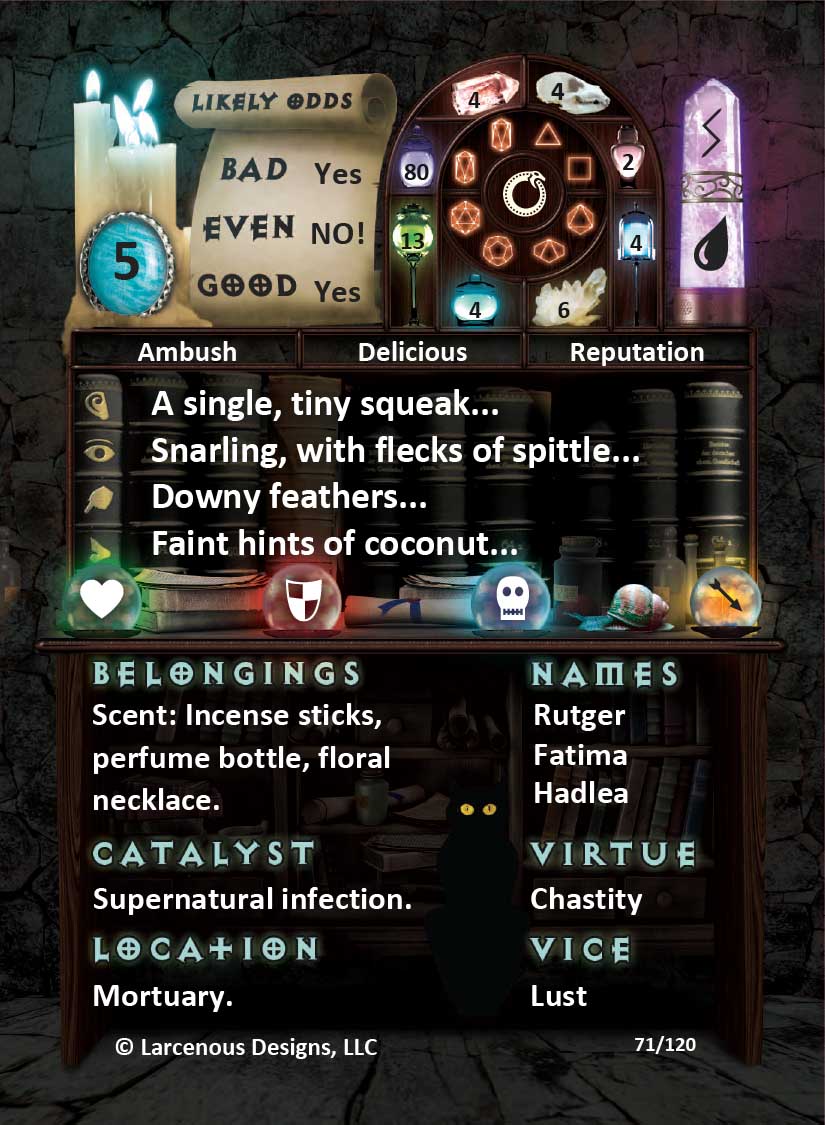 LIKELY ODDS
BAD Yes
EVEN NO!
GOOD Yes
5
4
4
80
2
13
4
4
6
Ambush Delicious Reputation
A single, tiny squeak...
Snarling, with flecks of spittle...
Downy feathers...
Faint hints of coconut...
BELONGINGS
Scent: Incense sticks,
perfume bottle, floral
necklace.
NAMES
Rutger
Fatima
Hadlea
CATALYST
Supernatural infection.
VIRTUE
Chastity
LOCATION
Mortuary.
VICE
Lust
© Larcenous Designs, LLC
71/120